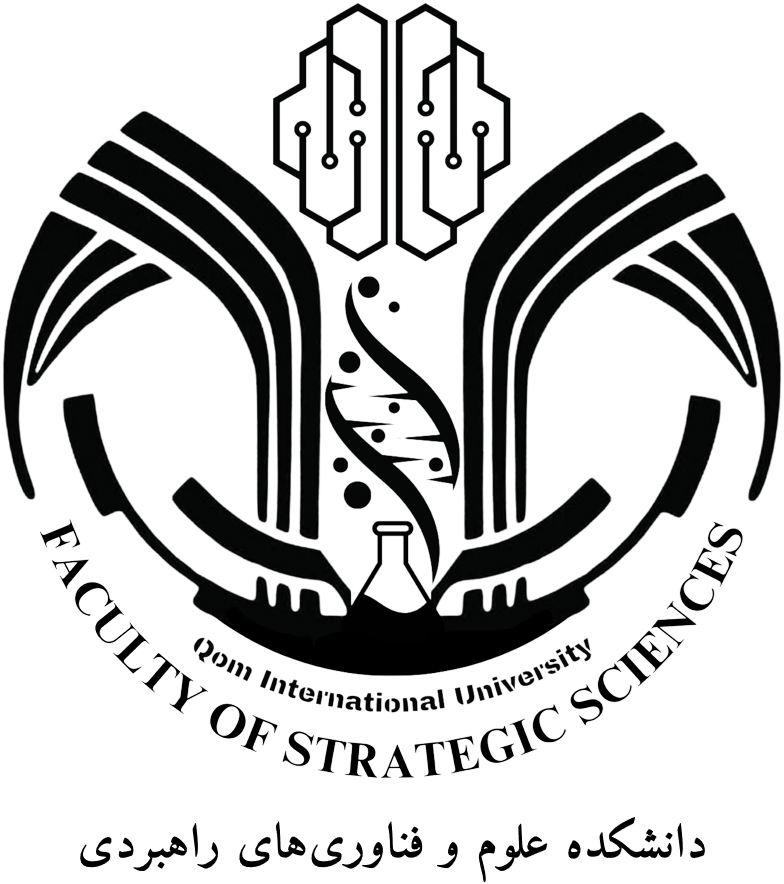 Qom International University
FACULTY OF STRATEGIC SCIENCES
دانشکده علوم و فناوری‌های راهبردی